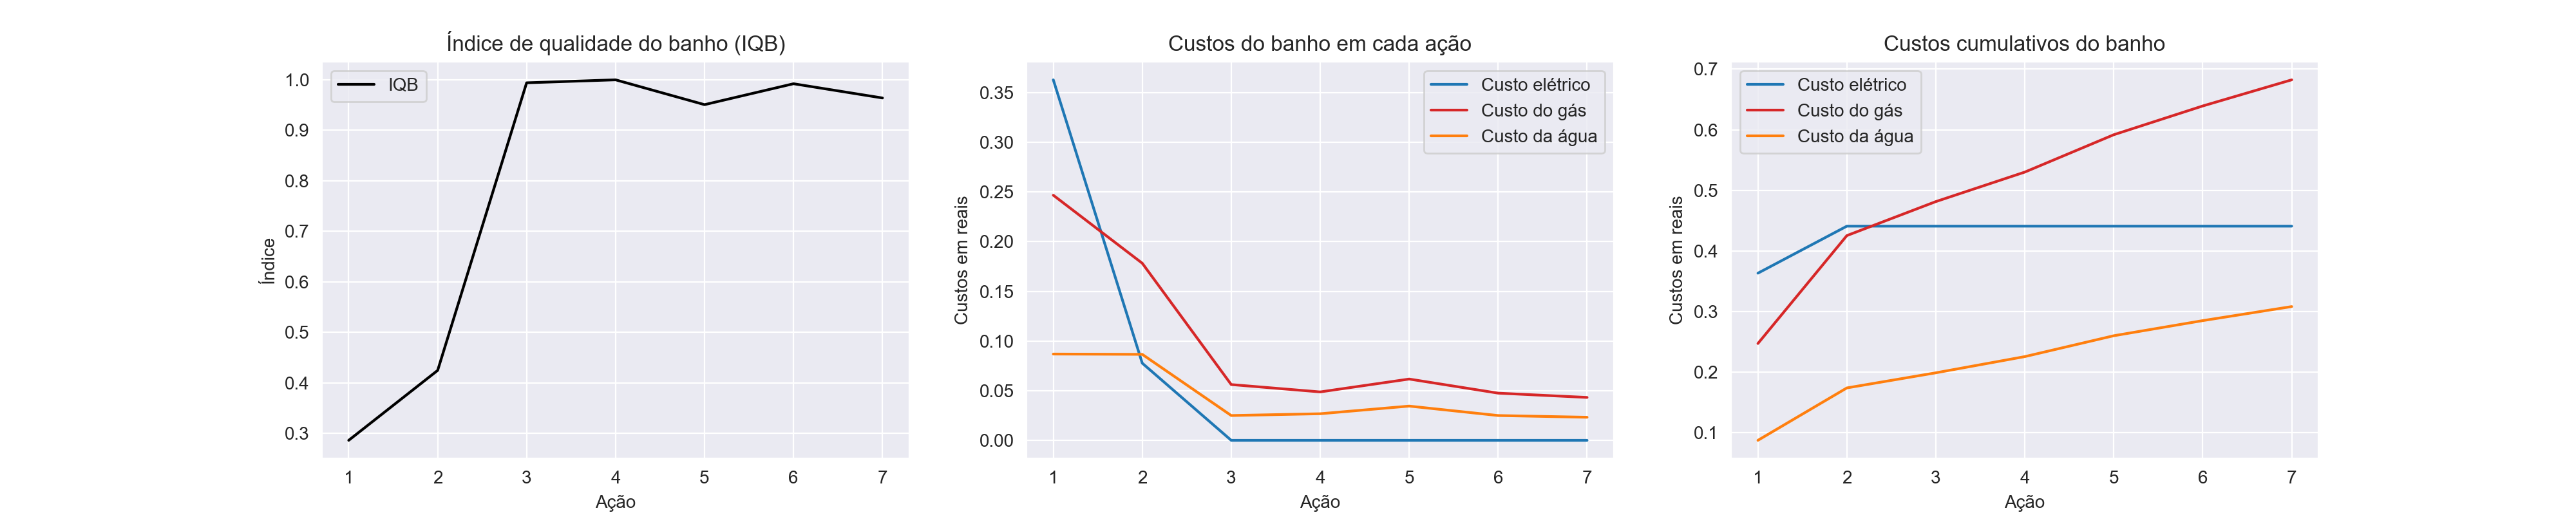 Índice de qualidade do banho (IQB)
IQB
1.0
0.9
0.8
0.7
0.6
0.5
0.4
0.3
Índice
1 2 3 4 5 6 7
Ação
Custos do banho em cada ação
Custo elétrico
Custo do gás
Custo da água
0.35
0.30
0.25
0.20
0.15
0.10
0.05
0.00
Custos em reais
1 2 3 4 5 6 7
Ação
Custos cumulativos do banho
Custo elétrico
Custo do gás
Custo da água
0.7
0.6
0.5
0.4
0.3
0.2
0.1
Custos em reais
1 2 3 4 5 6 7
Ação